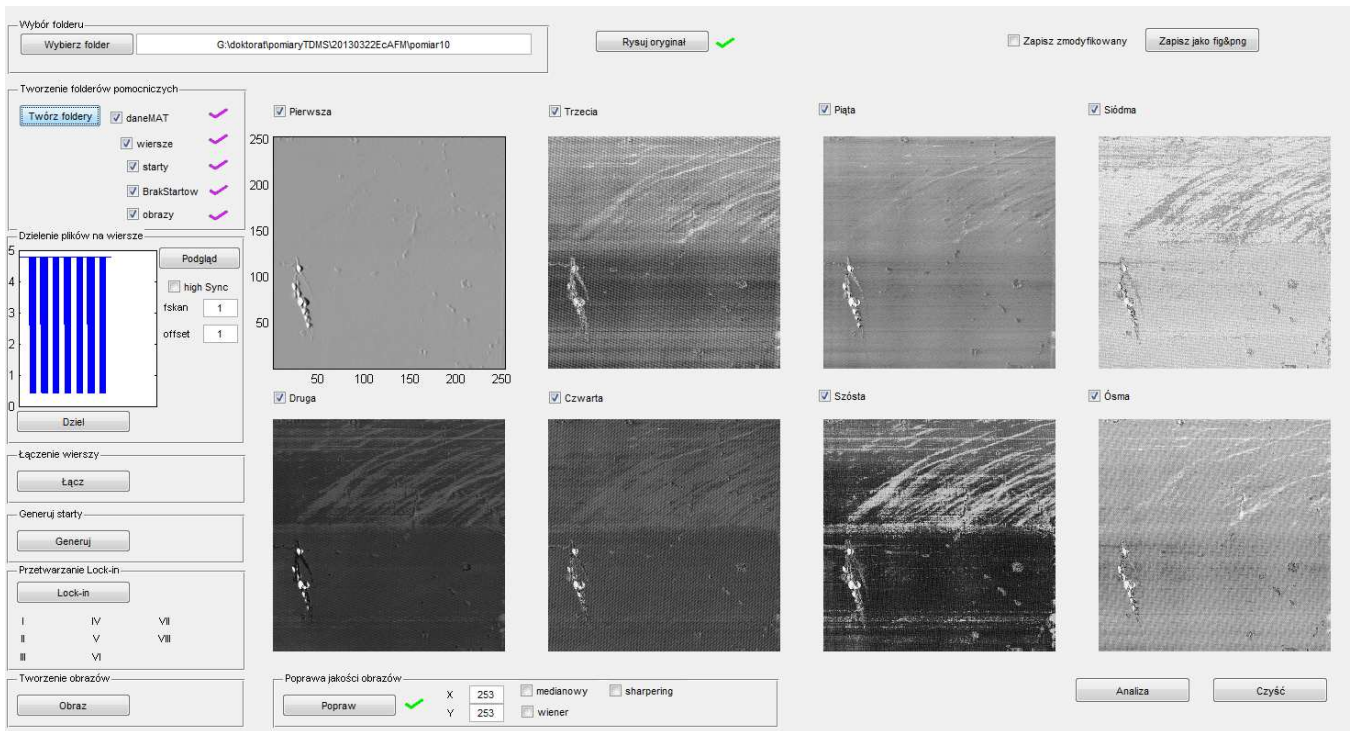 Wybór folderu
Wybierz folder
G:\doktorat\pomiaryTDMS\20130322EcAFM\pomiar10
Rysuj oryginał
Zapisz zmodyfikowany
Zapisz jako fig&png
Tworzenie folderów pomocniczych
Twórz foldery
daneMAT
wiersze
starty
BrakStartow
obrazy
Dzielenie plików na wiersze
5
4
3
2
1
0
Podgląd
high Sync
fskan 1
offset 1
Dziel
Łączenie wierszy
Łącz
Generuj starty
Generuj
Przetwarzanie Lock-in
Lock-in
I IV VII
II V VIII
III VI
Tworzenie obrazów
Obraz
Pierwsza
250
200
150
100
50
50 100 150 200 250
Trzecia
Piąta
Siódma
Druga
Czwarta
Szósta
Ósma
Poprawa jakości obrazów
Popraw
X 253
Y 253
medianowy
sharpering
wiener
Analiza
Czyść